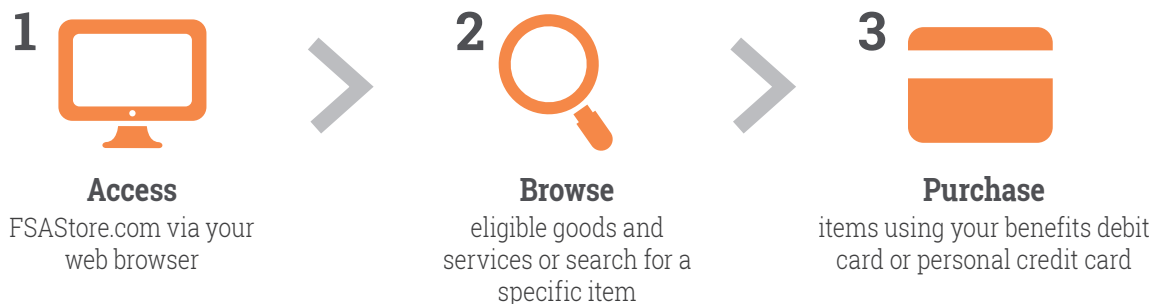 1
Access
FSAStore.com via your
web browser
2
Browse
eligible goods and
services or search for a
specific item
3
Purchase
items using your benefits debit
card or personal credit card